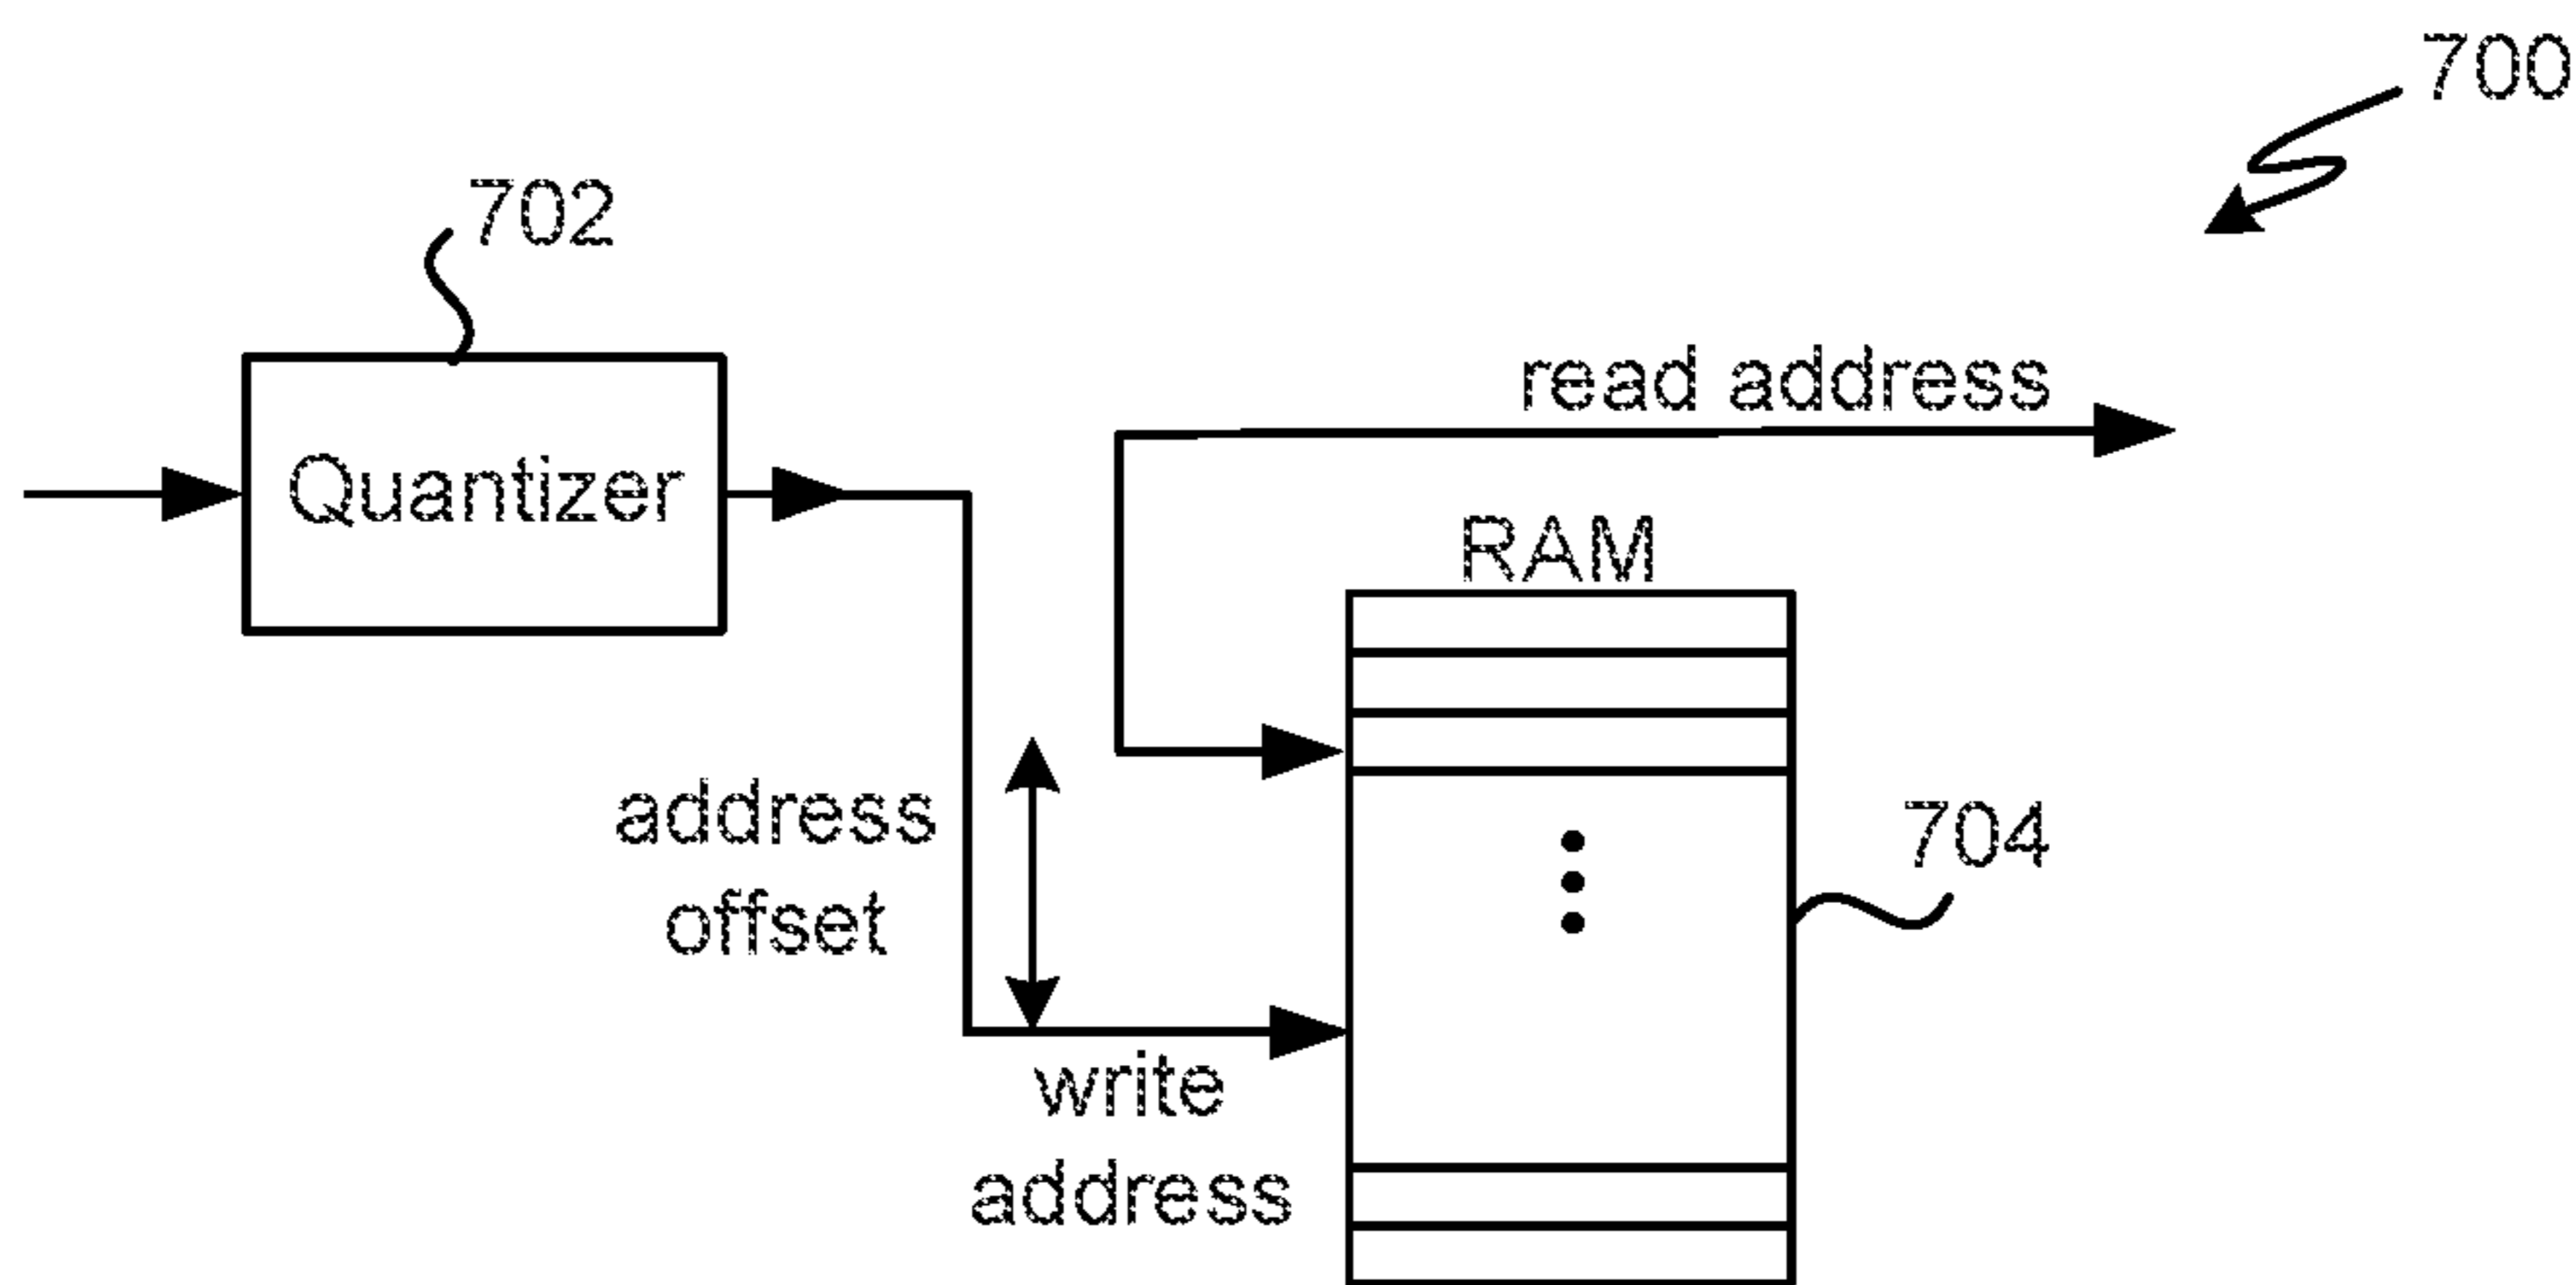 700
702
read address
Quantizer
RAM
address
offset
704
write
address